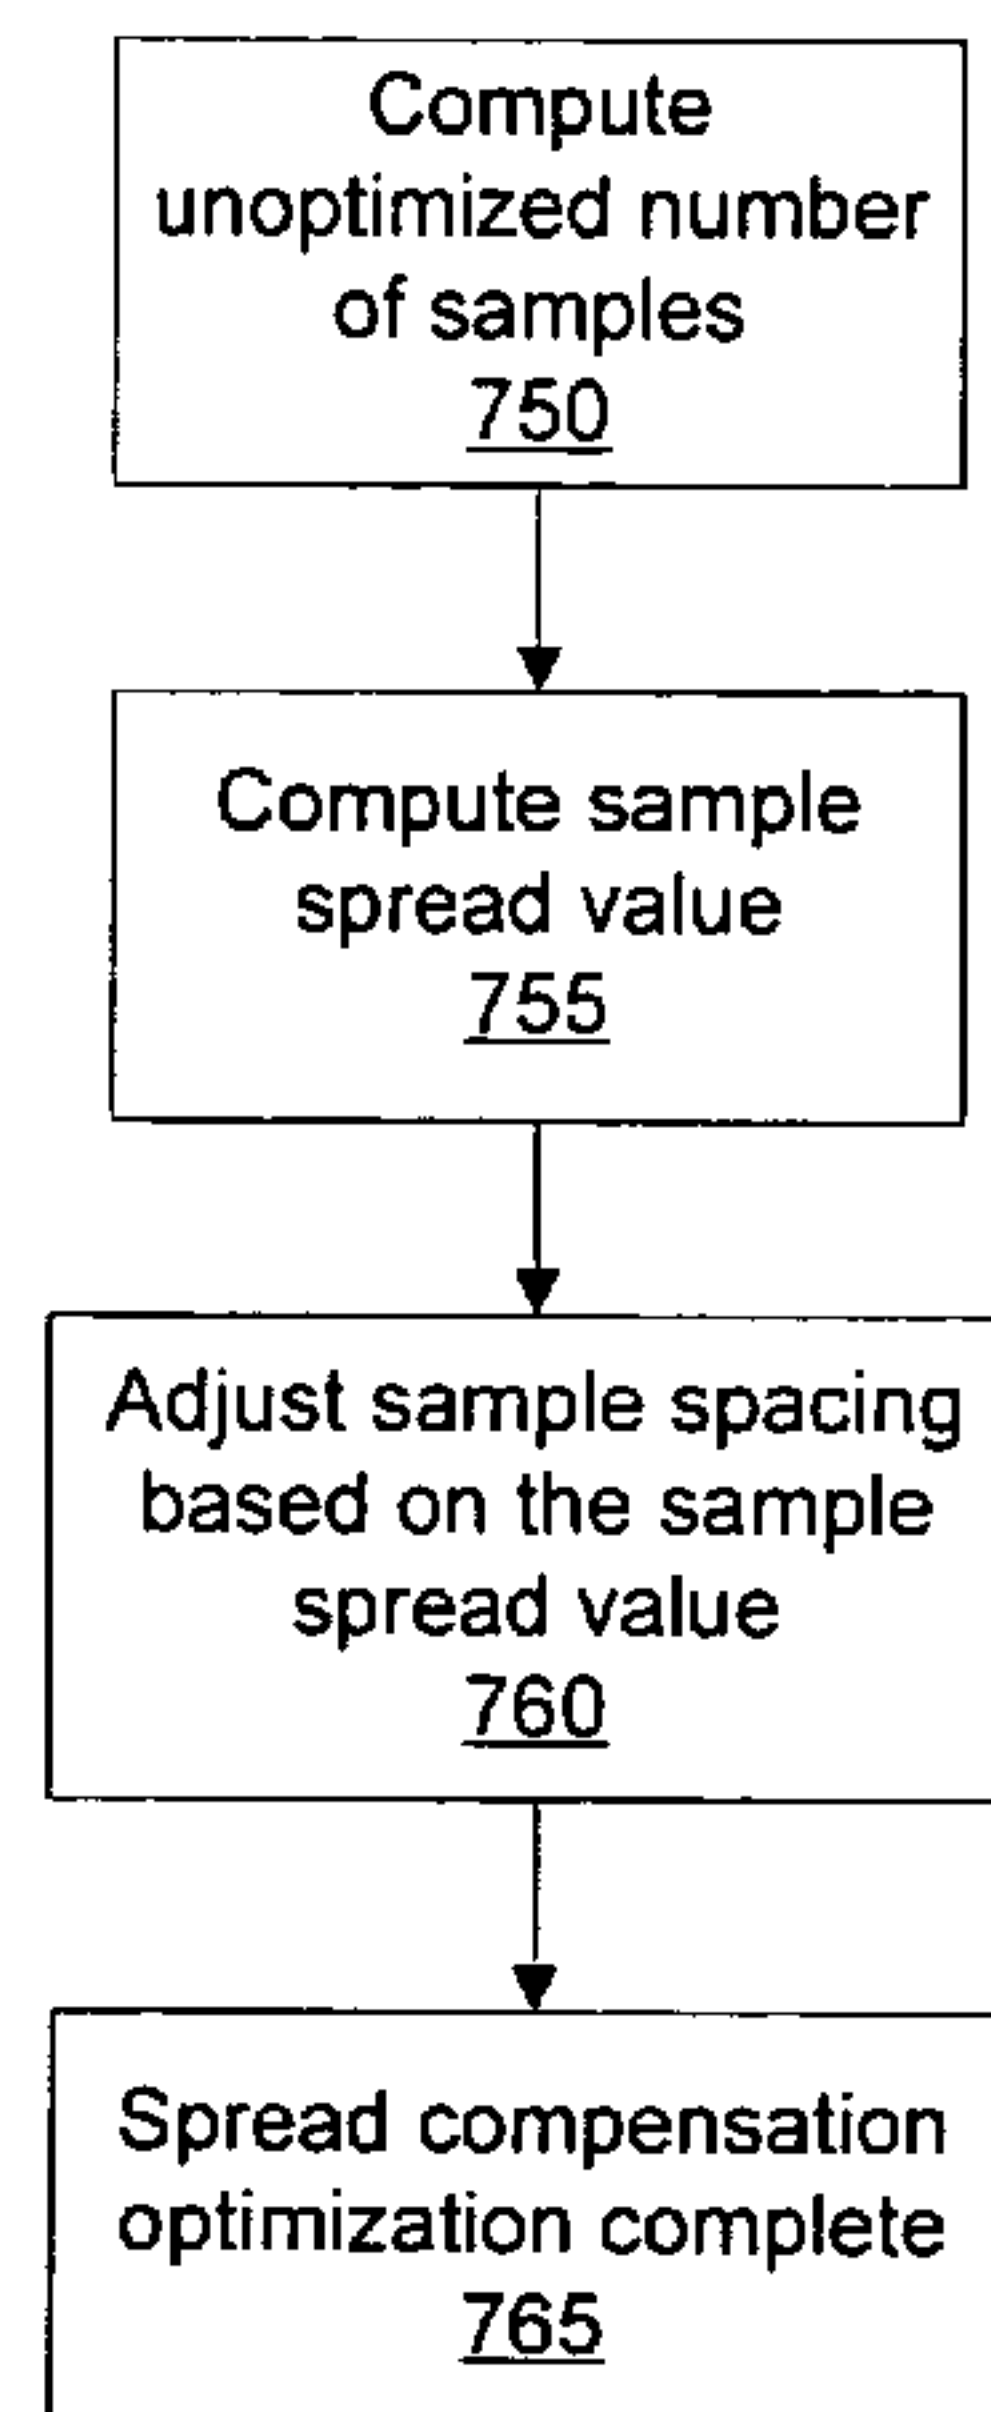 Compute
unoptimized number
of samples
750
Compute sample
spread value
755
Adjust sample spacing
based on the sample
spread value
760
Spread compensation
optimization complete
765